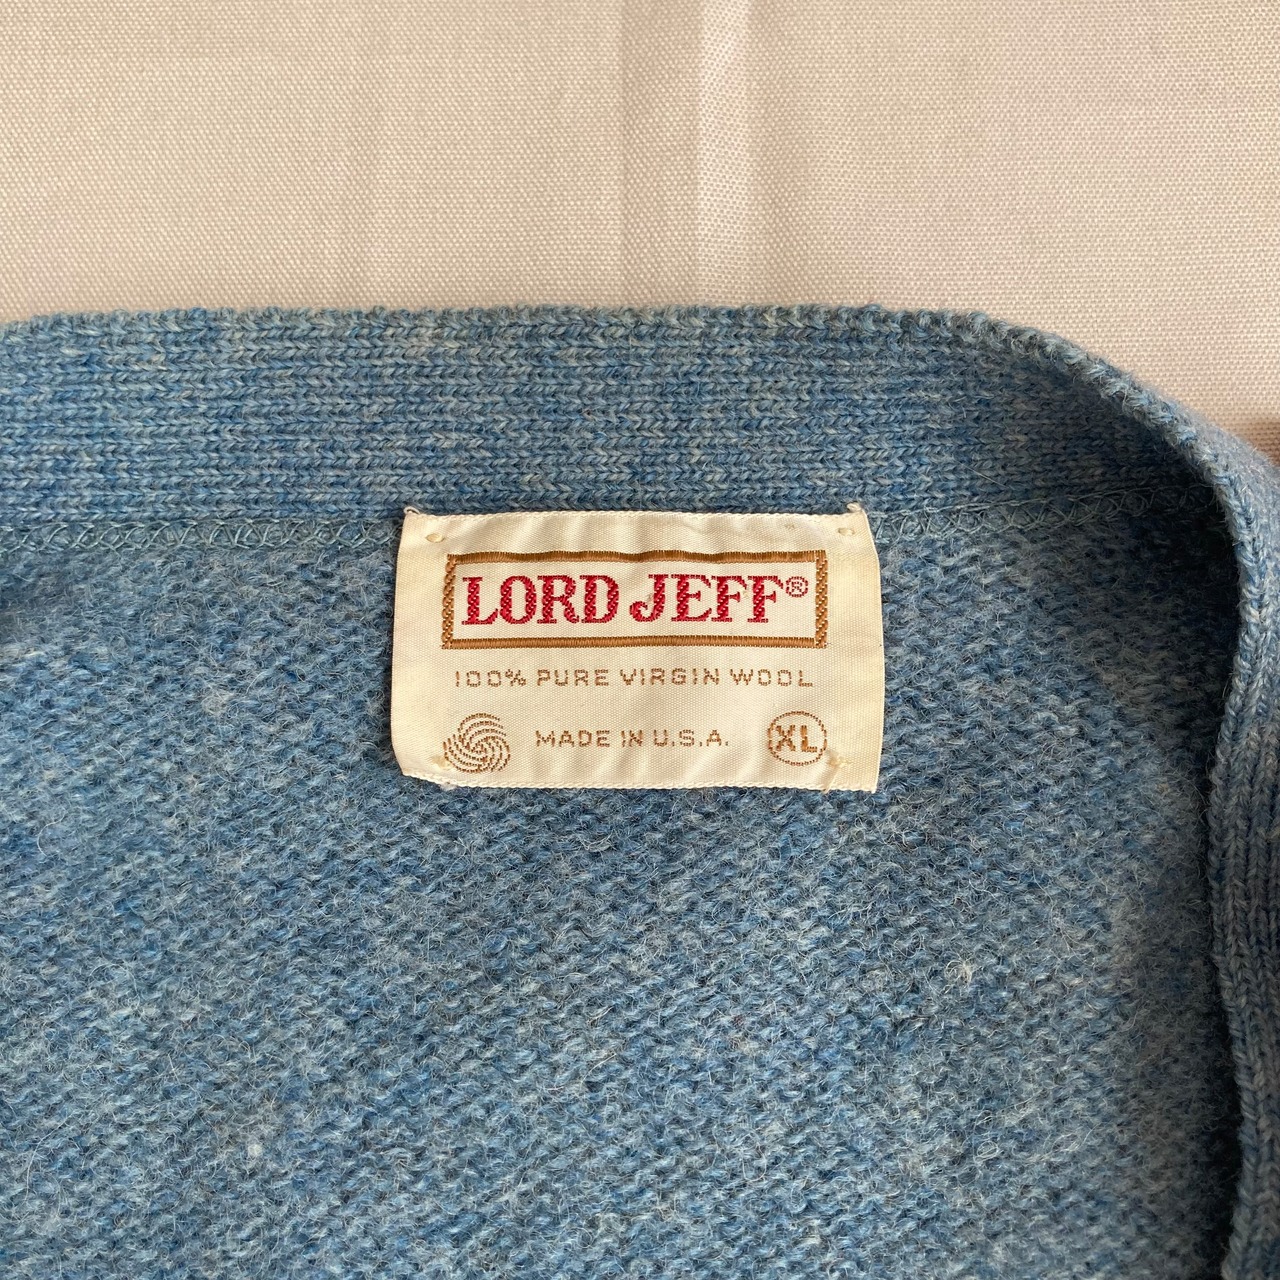 LORD JEFF®
100% PURE VIRGIN WOOL
MADE IN U.S.A. XL